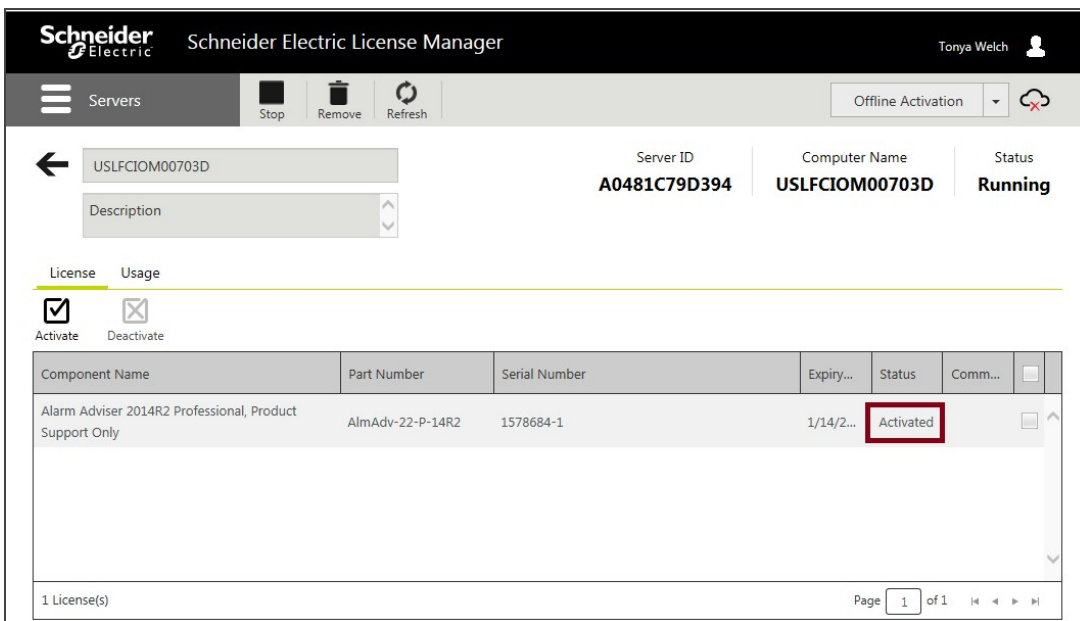 Schneider Electric
Schneider Electric License Manager
Tonya Welch
Servers
Stop
Remove
Refresh
Offline Activation
USLFCIOM00703D
Description
Server ID
A0481C79D394
Computer Name
USLFCIOM00703D
Status
Running
License
Usage
Activate
Deactivate
Component Name
Part Number
Serial Number
Expiry...
Status
Comm...
Alarm Adviser 2014R2 Professional, Product
Support Only
AlmAdv-22-P-14R2
1578684-1
1/14/2...
Activated
1 License(s)
Page 1 of 1